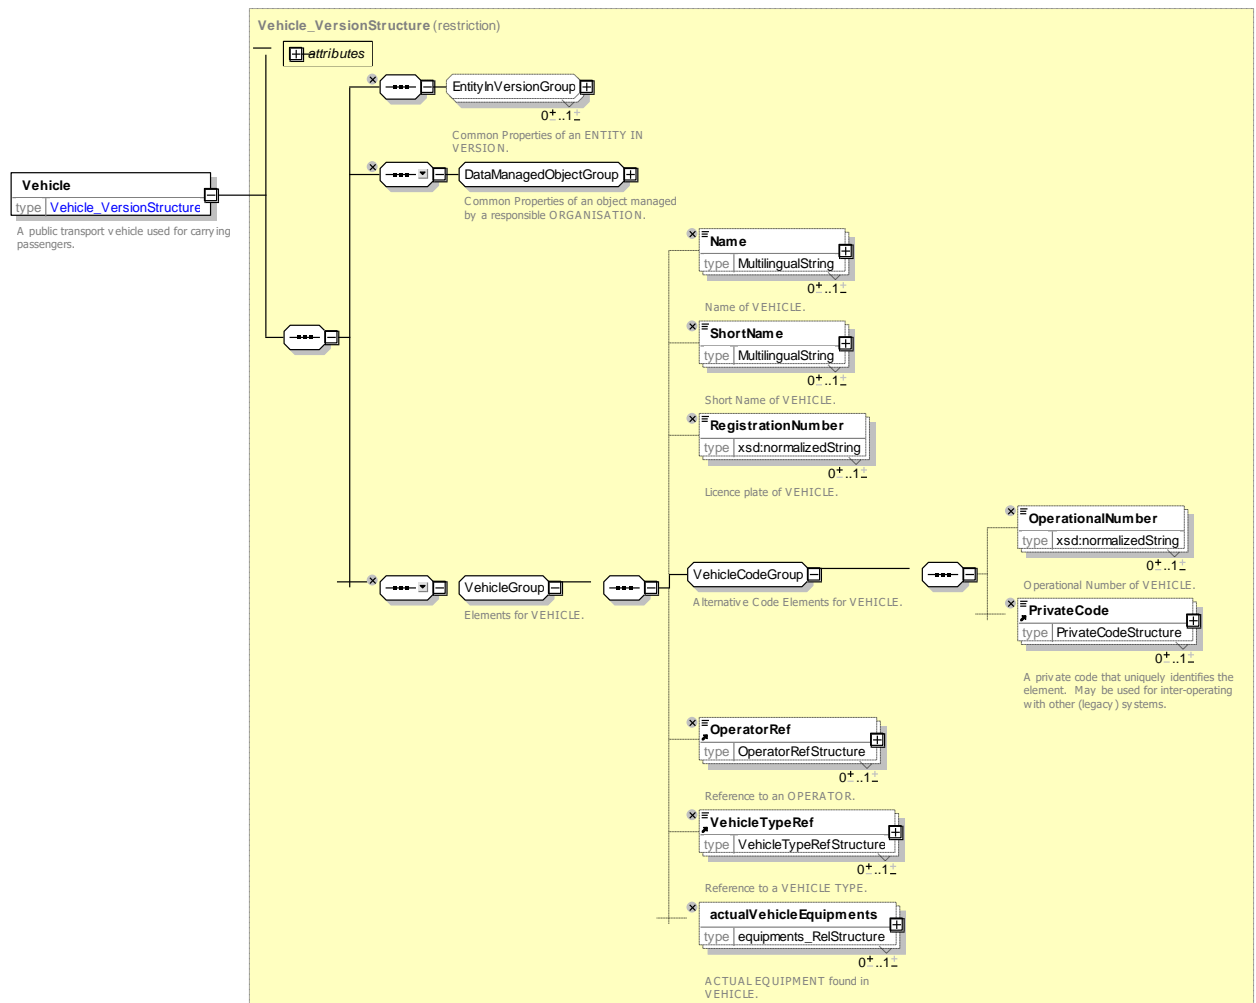 Vehicle_VersionStructure (restriction)
attributes
EntityInVersionGroup
0..1
Common Properties of an ENTITY IN
VERSION.
Vehicle
type Vehicle_VersionStructure
A public transport vehicle used for carrying
passengers.
DataManagedObjectGroup
Common Properties of an object managed
by a responsible ORGANISATION.
Name
type MultilingualString
0..1
Name of VEHICLE.
ShortName
type MultilingualString
0..1
Short Name of VEHICLE.
RegistrationNumber
type xsd:normalizedString
0..1
Licence plate of VEHICLE.
VehicleGroup
Elements for VEHICLE.
VehicleCodeGroup
Alternative Code Elements for VEHICLE.
OperationalNumber
type xsd:normalizedString
0..1
Operational Number of VEHICLE.
PrivateCode
type PrivateCodeStructure
0..1
A private code that uniquely identifies the
element. May be used for inter-operating
with other (legacy) systems.
OperatorRef
type OperatorRefStructure
0..1
Reference to an OPERATOR.
VehicleTypeRef
type VehicleTypeRefStructure
0..1
Reference to a VEHICLE TYPE.
actualVehicleEquipments
type equipments_RelStructure
0..1
ACTUAL EQUIPMENT found in
VEHICLE.